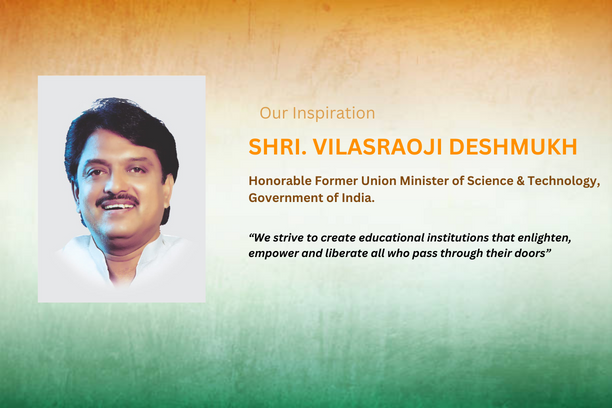 Our Inspiration
SHRI. VILASRAOJI DESHMUKH
Honorable Former Union Minister of Science & Technology,
Government of India.
“We strive to create educational institutions that enlighten,
empower and liberate all who pass through their doors”